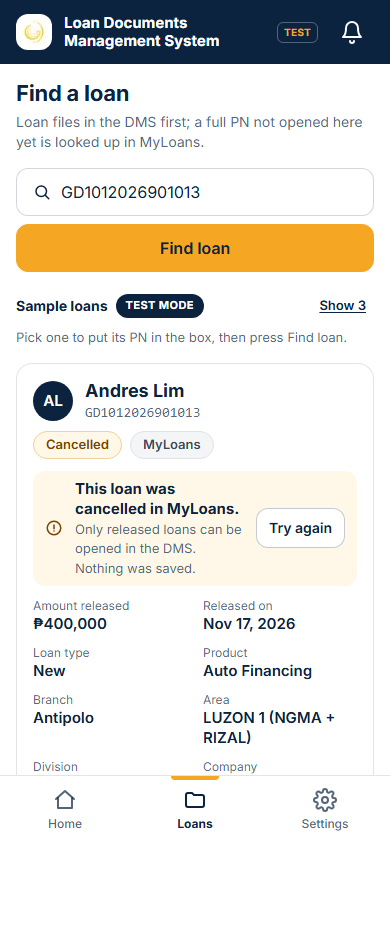 Loan Documents
Management System
TEST
Find a loan
Loan files in the DMS first; a full PN not opened here
yet is looked up in MyLoans.
GD1012026901013
Find loan
Sample loans
TEST MODE
Show 3
Pick one to put its PN in the box, then press Find loan.
AL
Andres Lim
GD1012026901013
Cancelled
MyLoans
This loan was
cancelled in MyLoans.
Only released loans can be
opened in the DMS.
Nothing was saved.
Try again
Amount released
Released on
₱400,000
Nov 17, 2026
Loan type
Product
New
Auto Financing
Branch
Area
Antipolo
LUZON 1 (NGMA +
RIZAL)
Division
Company
Home
Loans
Settings